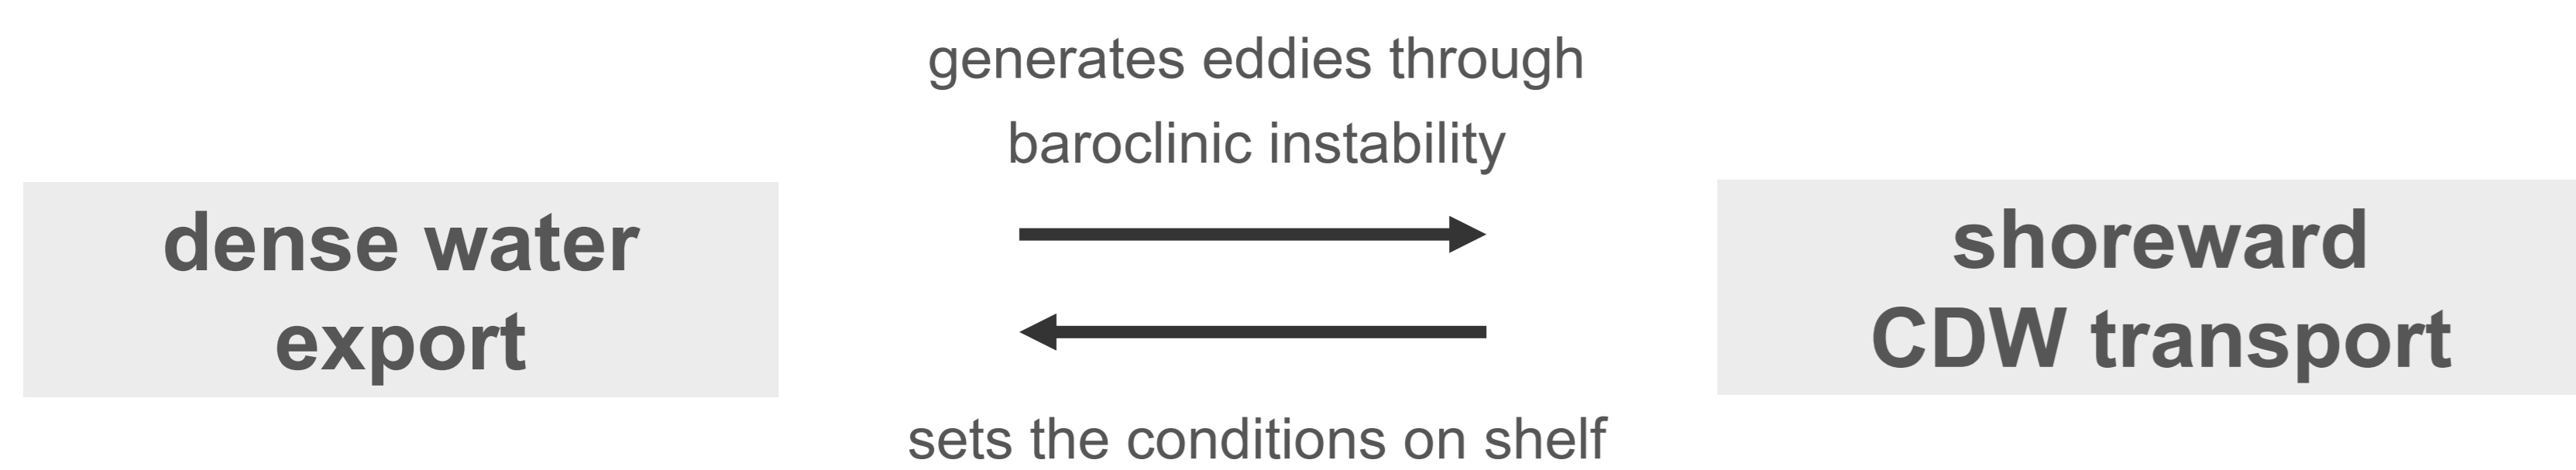 generates eddies through
baroclinic instability
dense water
export
shoreward
CDW transport
sets the conditions on shelf